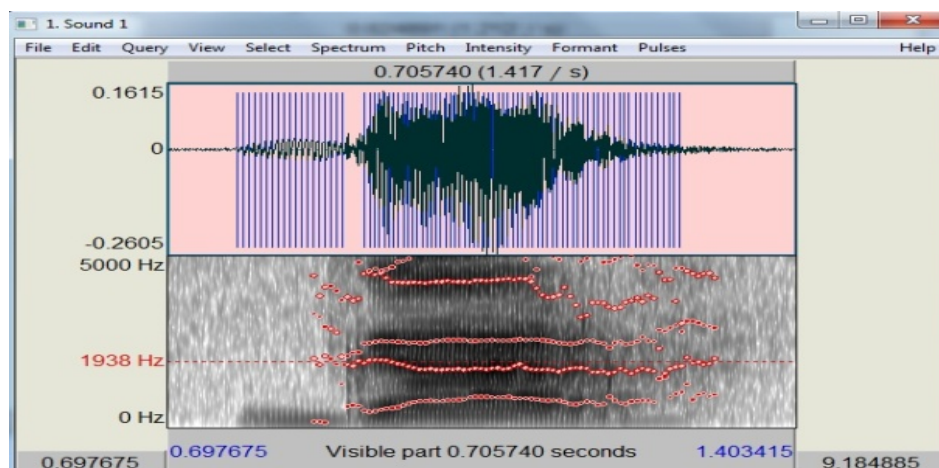 1. Sound 1
File Edit Query View Select Spectrum Pitch Intensity Formant Pulses Help
0.705740 (1.417 / s)
0.1615
0
-0.2605
5000 Hz
1938 Hz
0 Hz
0.697675 Visible part 0.705740 seconds 1.403415
0.697675 9.184885